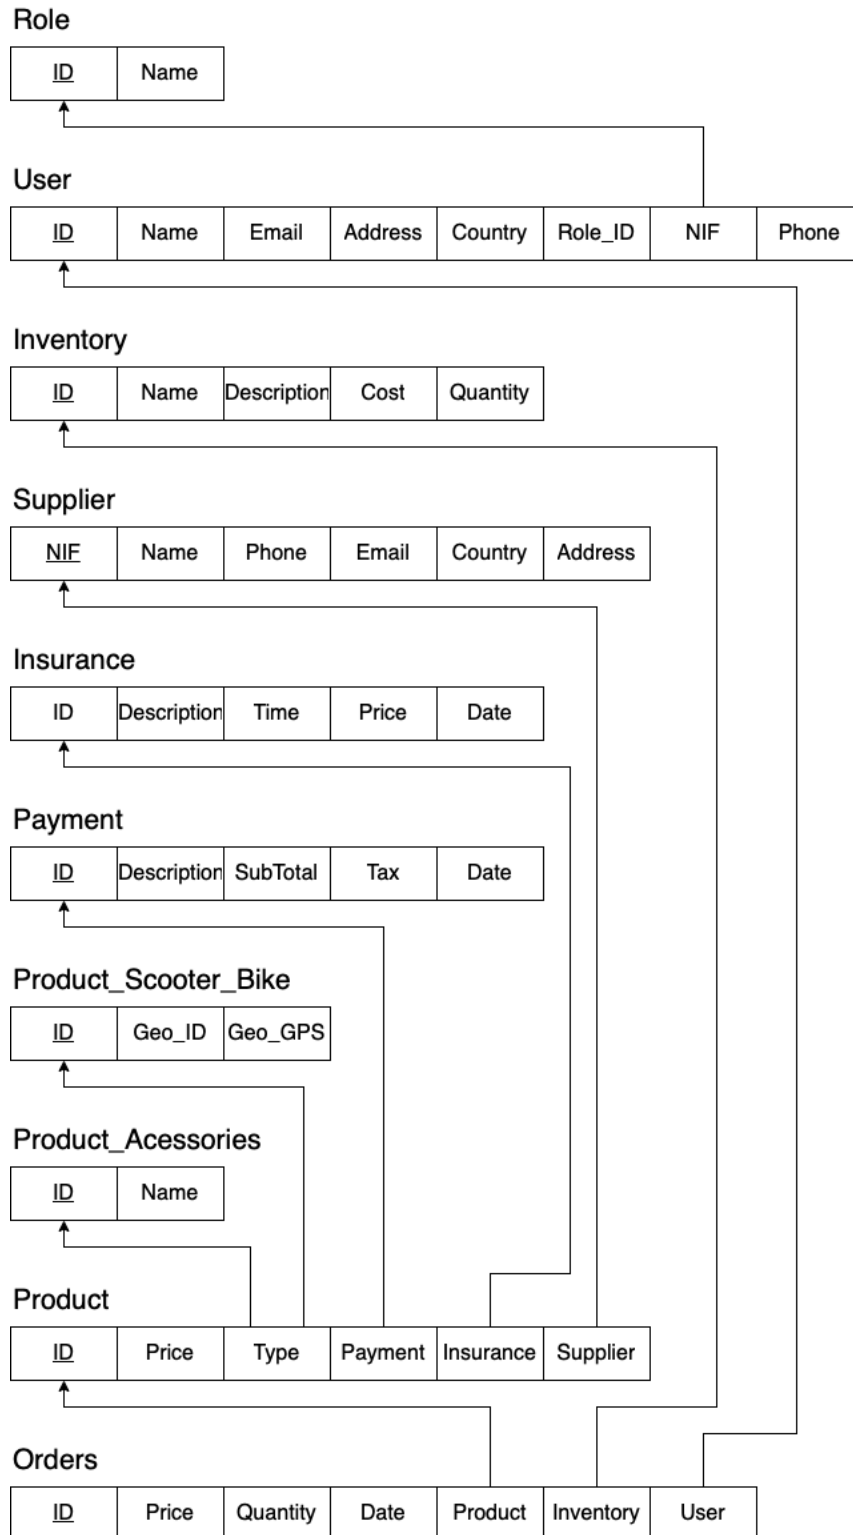 Role
ID Name
User
ID Name Email Address Country Role_ID NIF Phone
Inventory
ID Name Description Cost Quantity
Supplier
NIF Name Phone Email Country Address
Insurance
ID Description Time Price Date
Payment
ID Description SubTotal Tax Date
Product_Scooter_Bike
ID Geo_ID Geo_GPS
Product_Acessories
ID Name
Product
ID Price Type Payment Insurance Supplier
Orders
ID Price Quantity Date Product Inventory User